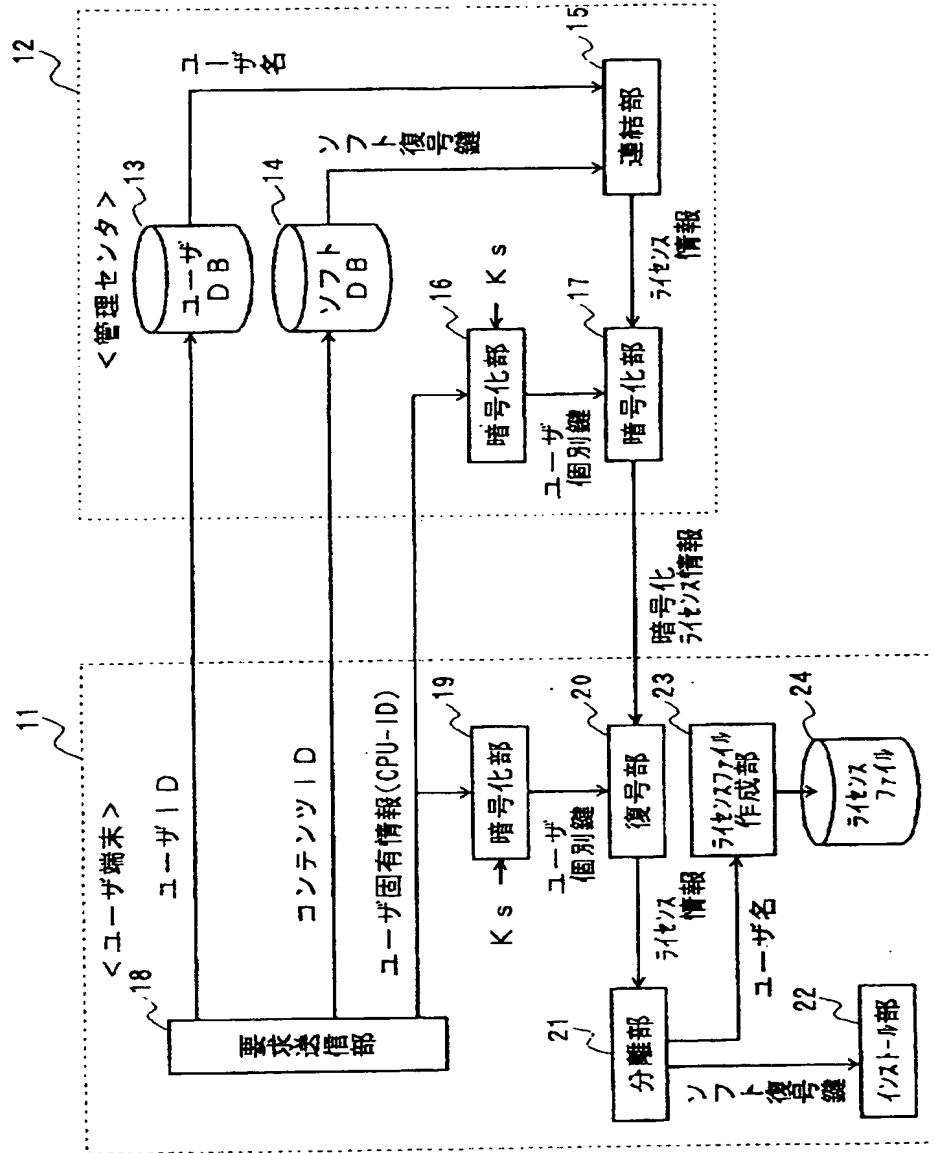 11
<ユーザ端末>
18
要求送信部
ユーザID
コンテンツID
ユーザ固有情報(CPU-ID)
19
暗号化部
Ks
ユーザ
個別鍵
20
復号部
ライセンス
情報
21
分離部
ユーザ名
23
ライセンスファイル
作成部
24
ライセンス
ファイル
ソフト復号鍵
22
インストール部
暗号化
ライセンス情報
12
<管理センタ>
13
ユーザ
DB
ユーザ名
14
ソフト
DB
ソフト復号鍵
15
連結部
16
暗号化部
Ks
ユーザ
個別鍵
17
暗号化部
ライセンス
情報